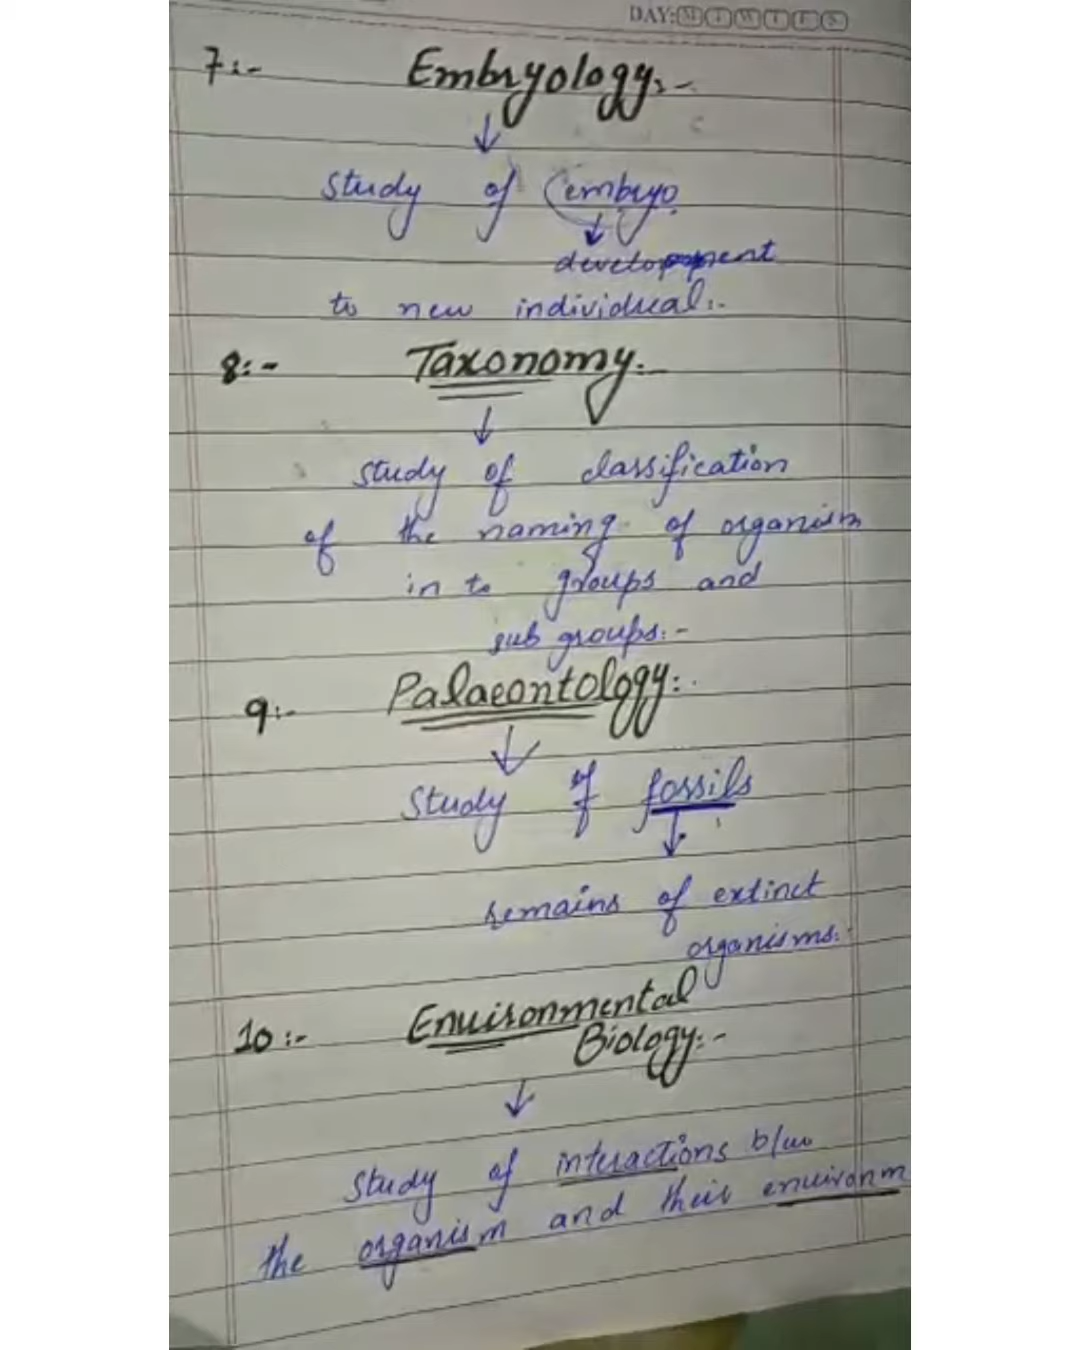 DAY: M T W T F S
7:- Embryology:-
↓
study of (embryo.
↓
development
to new individual:-
8:- Taxonomy:-
↓
study of classification
of the naming of organism
in to groups and
sub groups:-
9:- Palaeontology:-
↓
study of fossils
↓
remains of extinct
organisms:
10:- Environmental
Biology:-
↓
study of interactions b/w
the organism and their environm